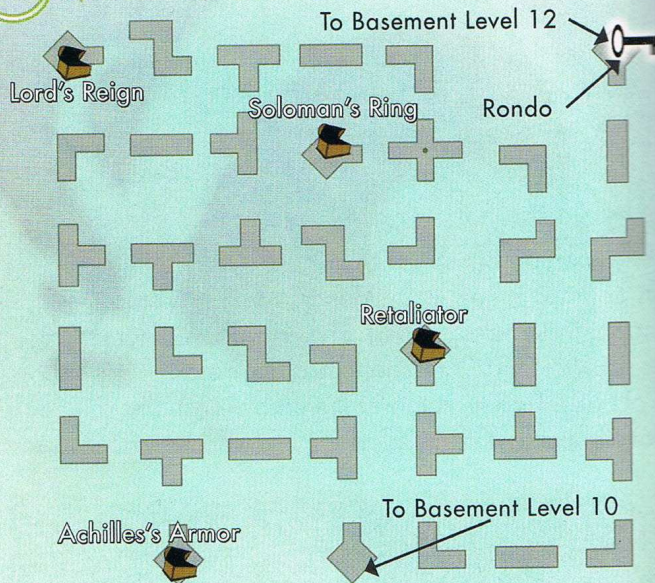 To Basement Level 12
Lord's Reign
Soloman's Ring
Rondo
Retaliator
To Basement Level 10
Achilles's Armor